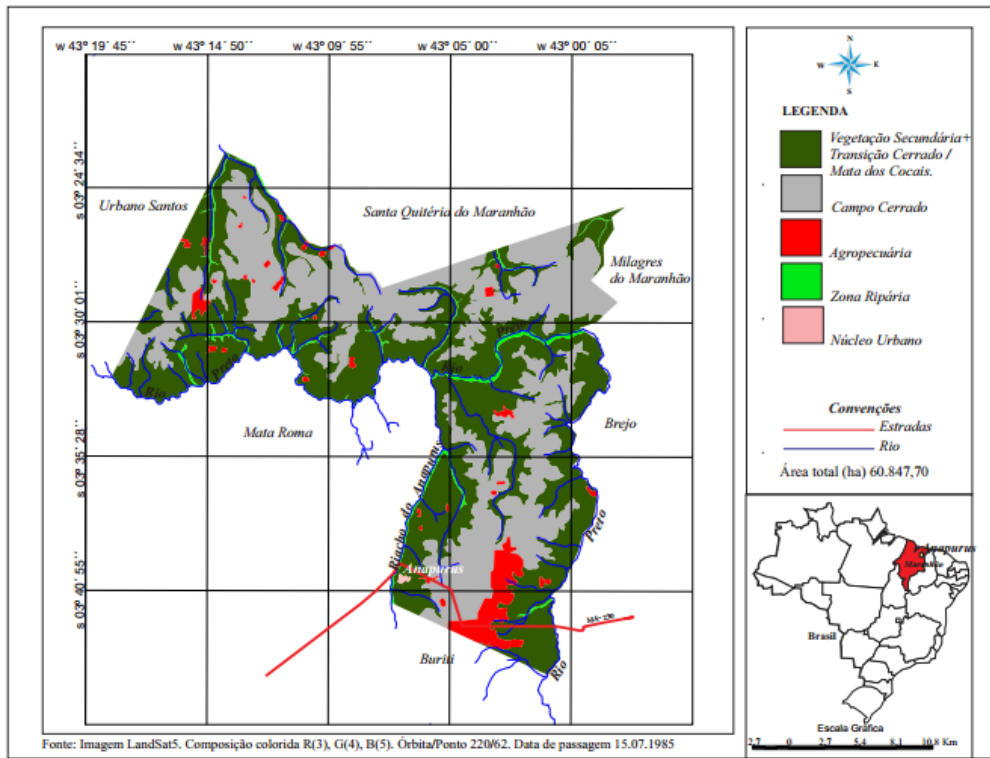 w 43º 19´ 45´´
w 43º 14´ 50´´
w 43º 09´ 55´´
w 43º 05´ 00´´
w 43º 00´ 05´´
s 03º 24´ 34´´
s 03º 30´ 01´´
s 03º 35´ 28´´
s 03º 40´ 55´´
Urbano Santos
Santa Quitéria do Maranhão
Milagres
do Maranhão
Preto
Rio
Rio
Preto
Mata Roma
Brejo
Riacho do Anapurus
Preto
Anapurus
Buriti
Rio
Fonte: Imagem LandSat5. Composição colorida R(3), G(4), B(5). Órbita/Ponto 220/62. Data de passagem 15.07.1985
N
W
E
S
LEGENDA
Vegetação Secundária+
Transição Cerrado /
Mata dos Cocais.
Campo Cerrado
Agropecuária
Zona Ripária
Núcleo Urbano
Convenções
Estradas
Rio
Área total (ha) 60.847,70
Anapurus
Maranhão
Brasil
Escala Gráfica
2,7 0 2,7 5,4 8,1 10,8 Km